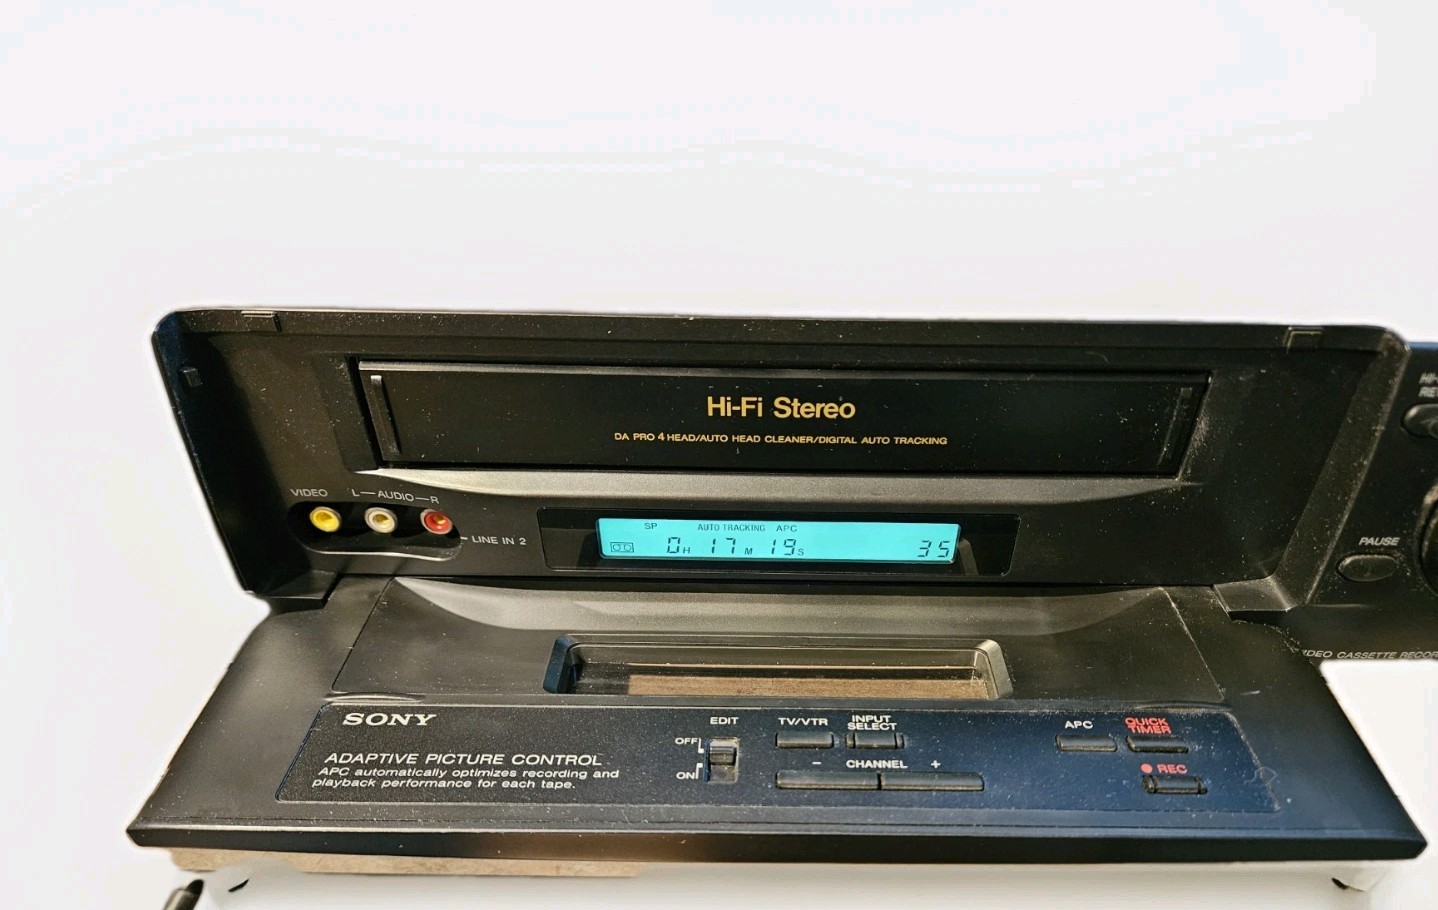 Hi-Fi Stereo
DA PRO 4 HEAD/AUTO HEAD CLEANER/DIGITAL AUTO TRACKING
VIDEO L—AUDIO—R
LINE IN 2
SP AUTO TRACKING APC
0H 17M 19S 35
PAUSE
CASSETTE
SONY
ADAPTIVE PICTURE CONTROL
APC automatically optimizes recording and
playback performance for each tape.
EDIT
OFF
ON
TV/VTR
INPUT
SELECT
– CHANNEL +
APC
QUICK
TIMER
● REC